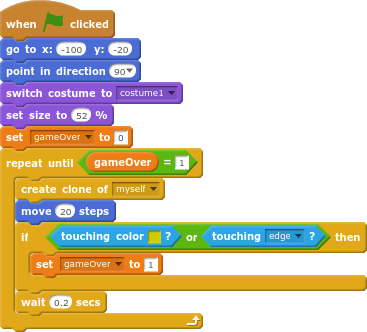 when clicked
go to x: -100 y: -20
point in direction 90
switch costume to costume1
set size to 52 %
set gameOver to 0
repeat until gameOver = 1
create clone of myself
move 20 steps
if touching color ? or touching edge ? then
set gameOver to 1
wait 0.2 secs